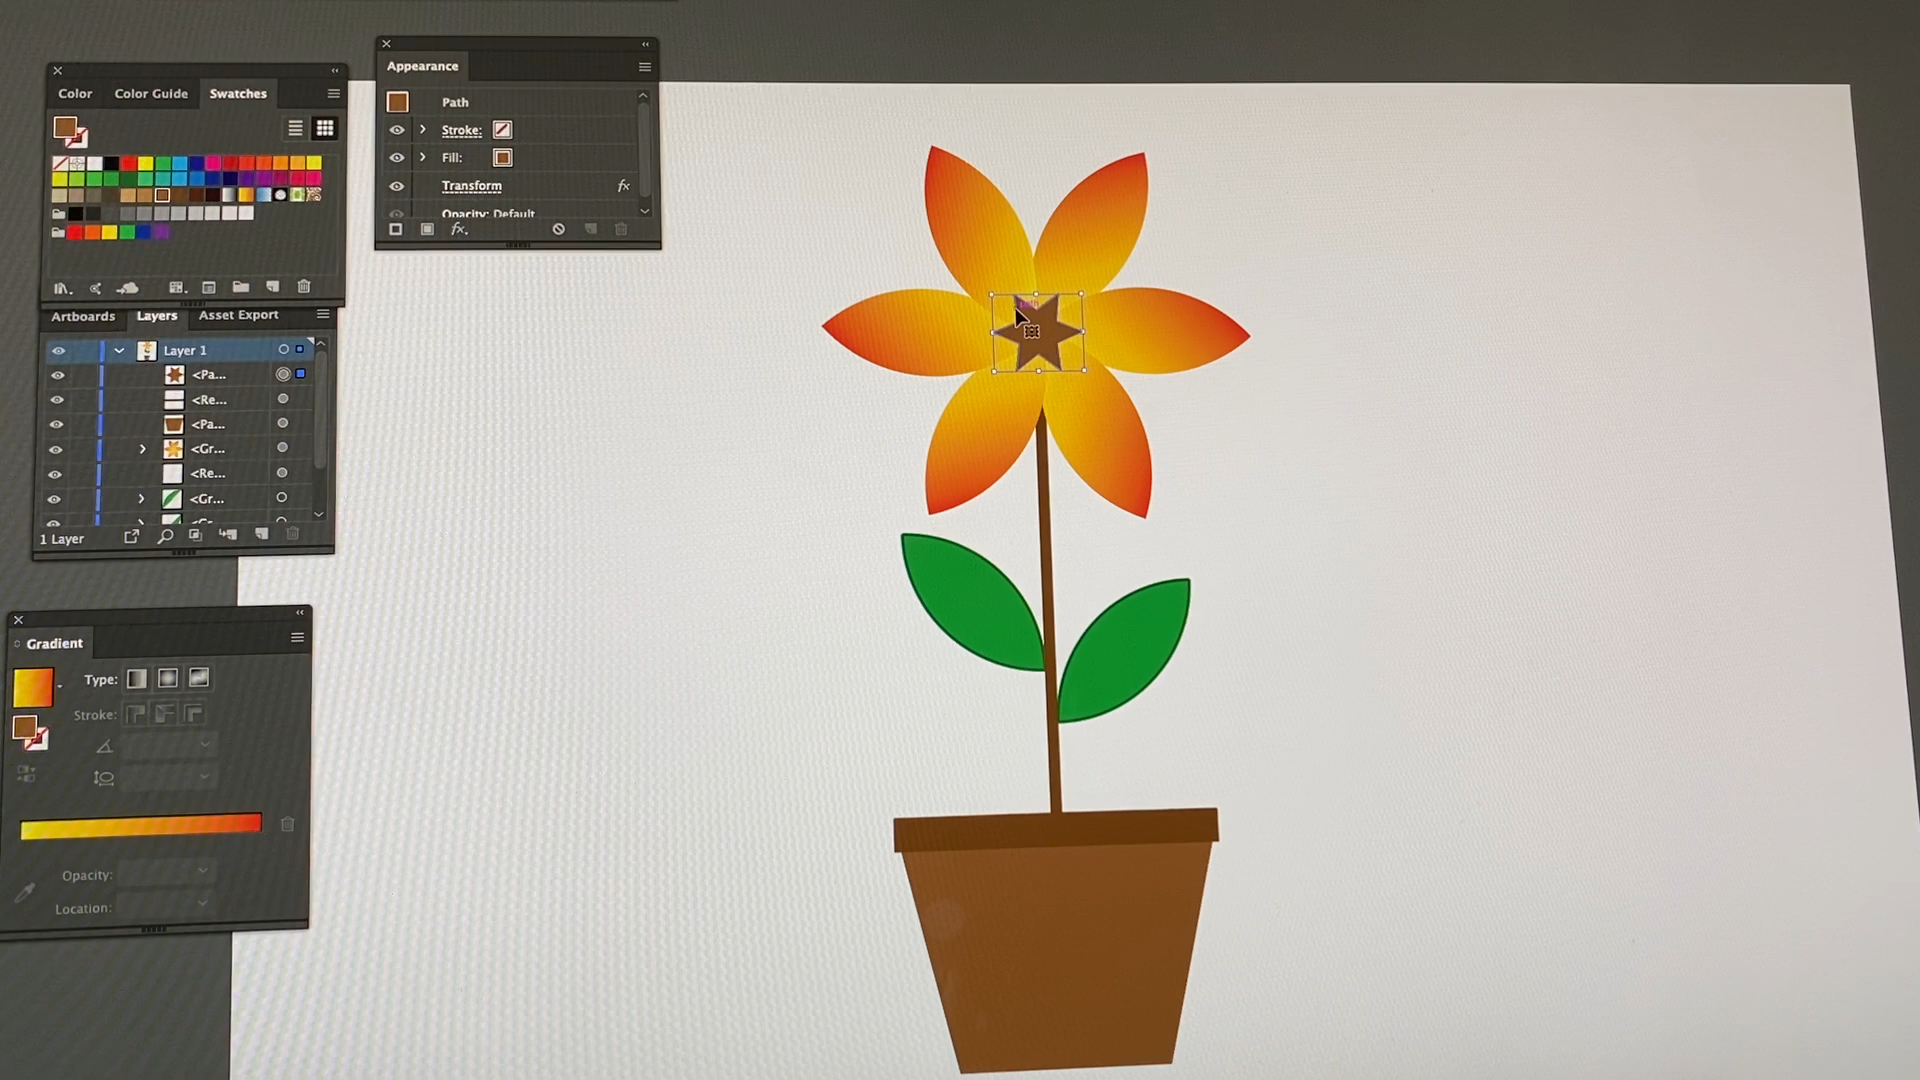 Appearance
Color Color Guide Swatches
Path
Stroke:
Fill:
Transform
fx
Opacity: Default
fx.
Artboards Layers Asset Export
Layer 1
<Pa...
<Re...
<Pa...
<Gr...
<Re...
<Gr...
1 Layer
Gradient
Type:
Stroke:
Opacity:
Location: